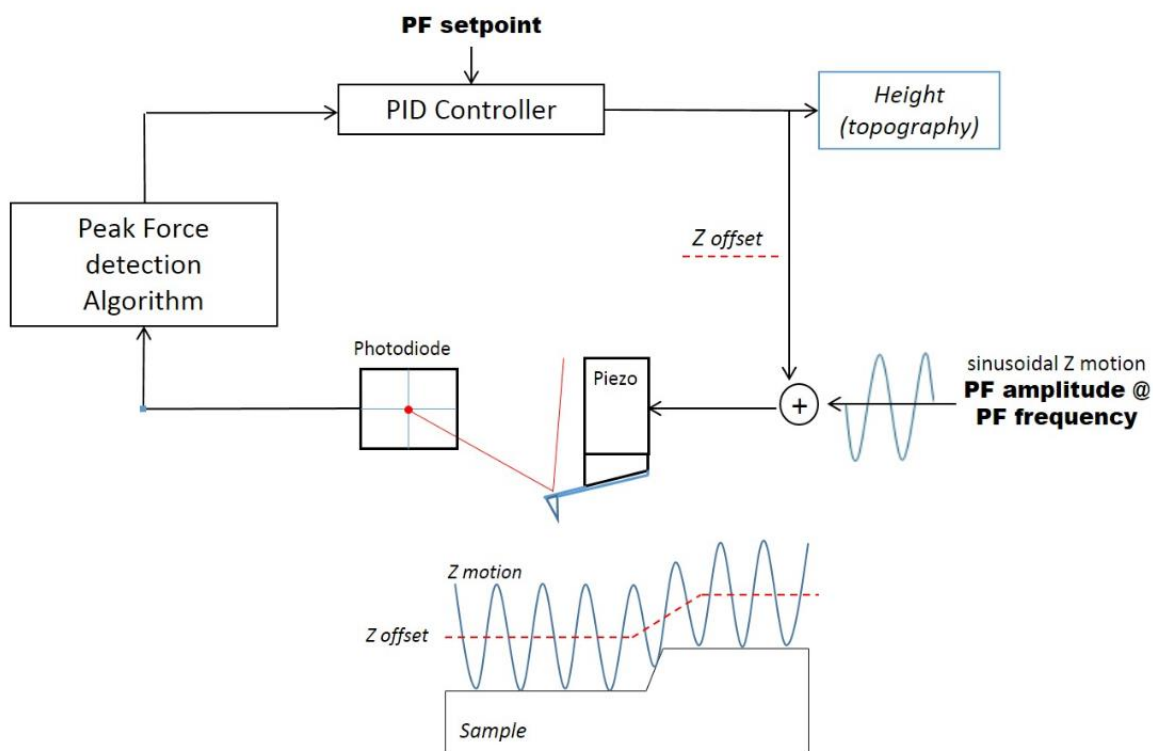 PF setpoint
PID Controller
Height
(topography)
Peak Force
detection
Algorithm
Z offset
Photodiode
Piezo
+
sinusoidal Z motion
PF amplitude @
PF frequency
Z motion
Z offset
Sample